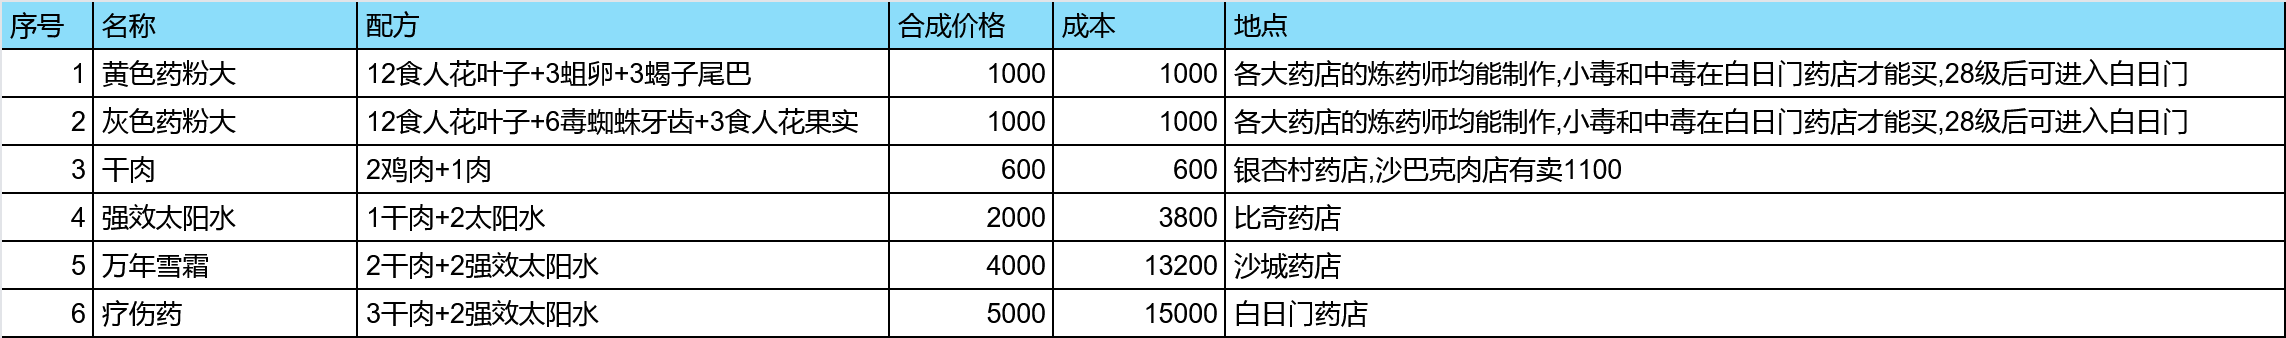 序号 名称 配方 合成价格 成本 地点
1 黄色药粉大 12食人花叶子+3蛆卵+3蝎子尾巴 1000 1000 各大药店的炼药师均能制作,小毒和中毒在白日门药店才能买,28级后可进入白日门
2 灰色药粉大 12食人花叶子+6毒蜘蛛牙齿+3食人花果实 1000 1000 各大药店的炼药师均能制作,小毒和中毒在白日门药店才能买,28级后可进入白日门
3 干肉 2鸡肉+1肉 600 600 银杏村药店,沙巴克肉店有卖1100
4 强效太阳水 1干肉+2太阳水 2000 3800 比奇药店
5 万年雪霜 2干肉+2强效太阳水 4000 13200 沙城药店
6 疗伤药 3干肉+2强效太阳水 5000 15000 白日门药店